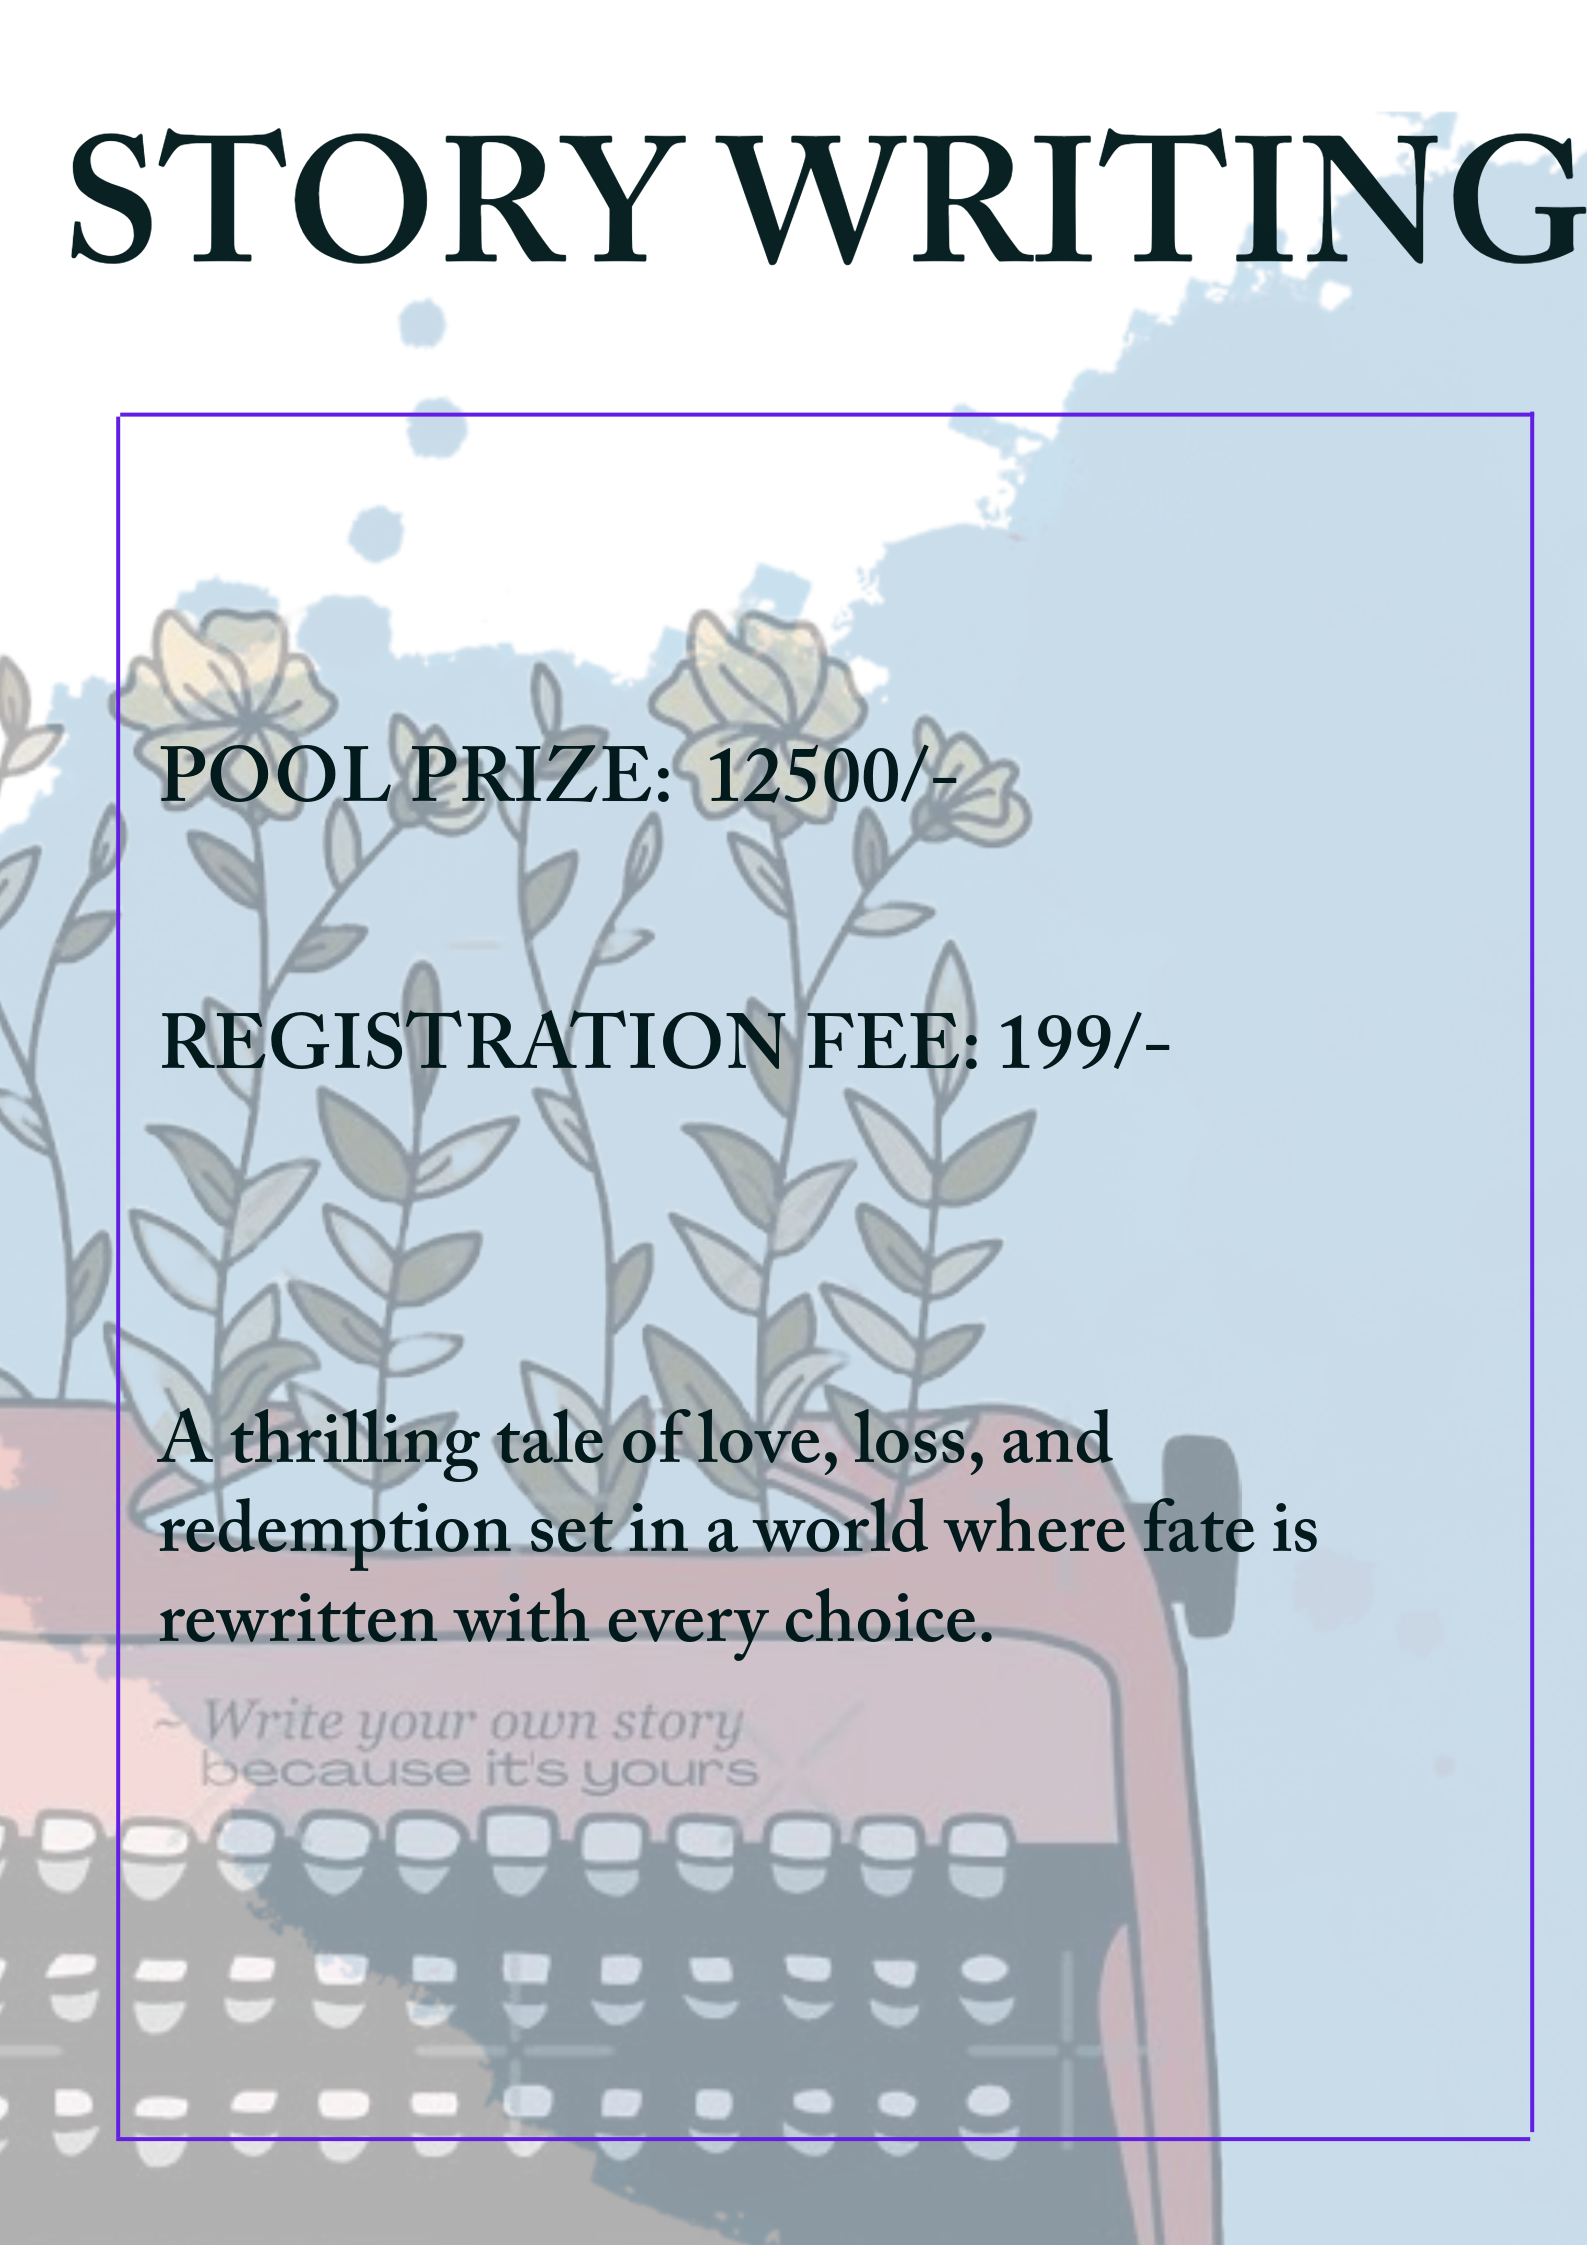 STORY WRITING
POOL PRIZE: 12500/-
REGISTRATION FEE: 199/-
A thrilling tale of love, loss, and
redemption set in a world where fate is
rewritten with every choice.
~ Write your own story
because it's yours